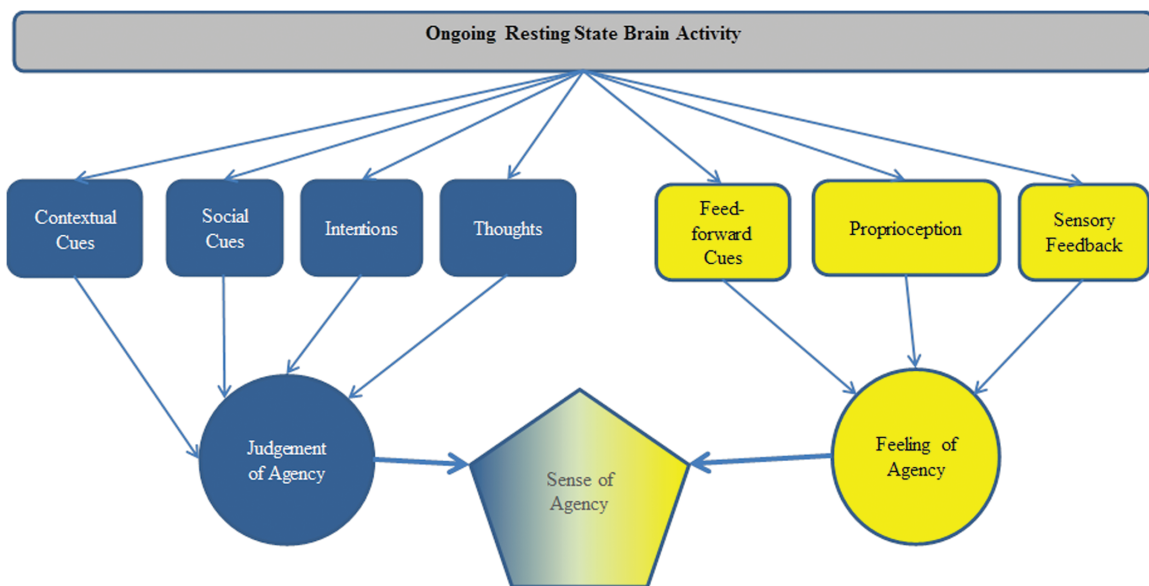 Ongoing Resting State Brain Activity
Contextual
Cues
Social
Cues
Intentions
Thoughts
Feed-
forward
Cues
Proprioception
Sensory
Feedback
Judgement
of Agency
Sense of
Agency
Feeling of
Agency